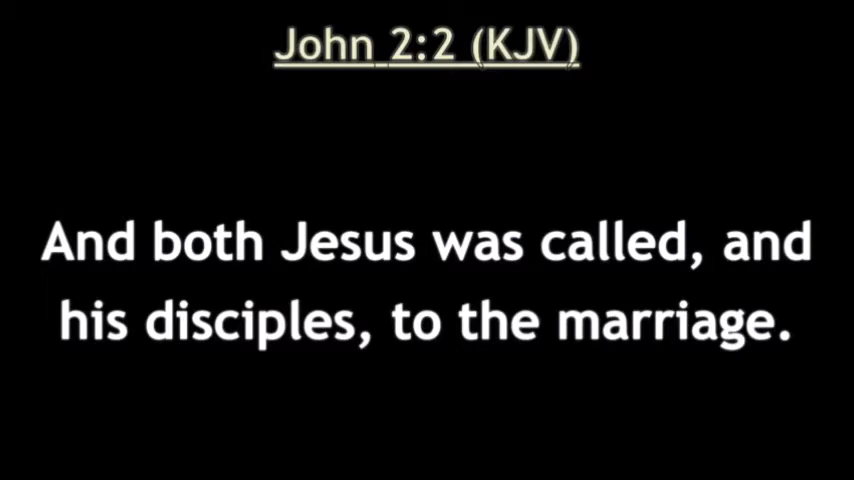 John 2:2 (KJV)
And both Jesus was called, and
his disciples, to the marriage.